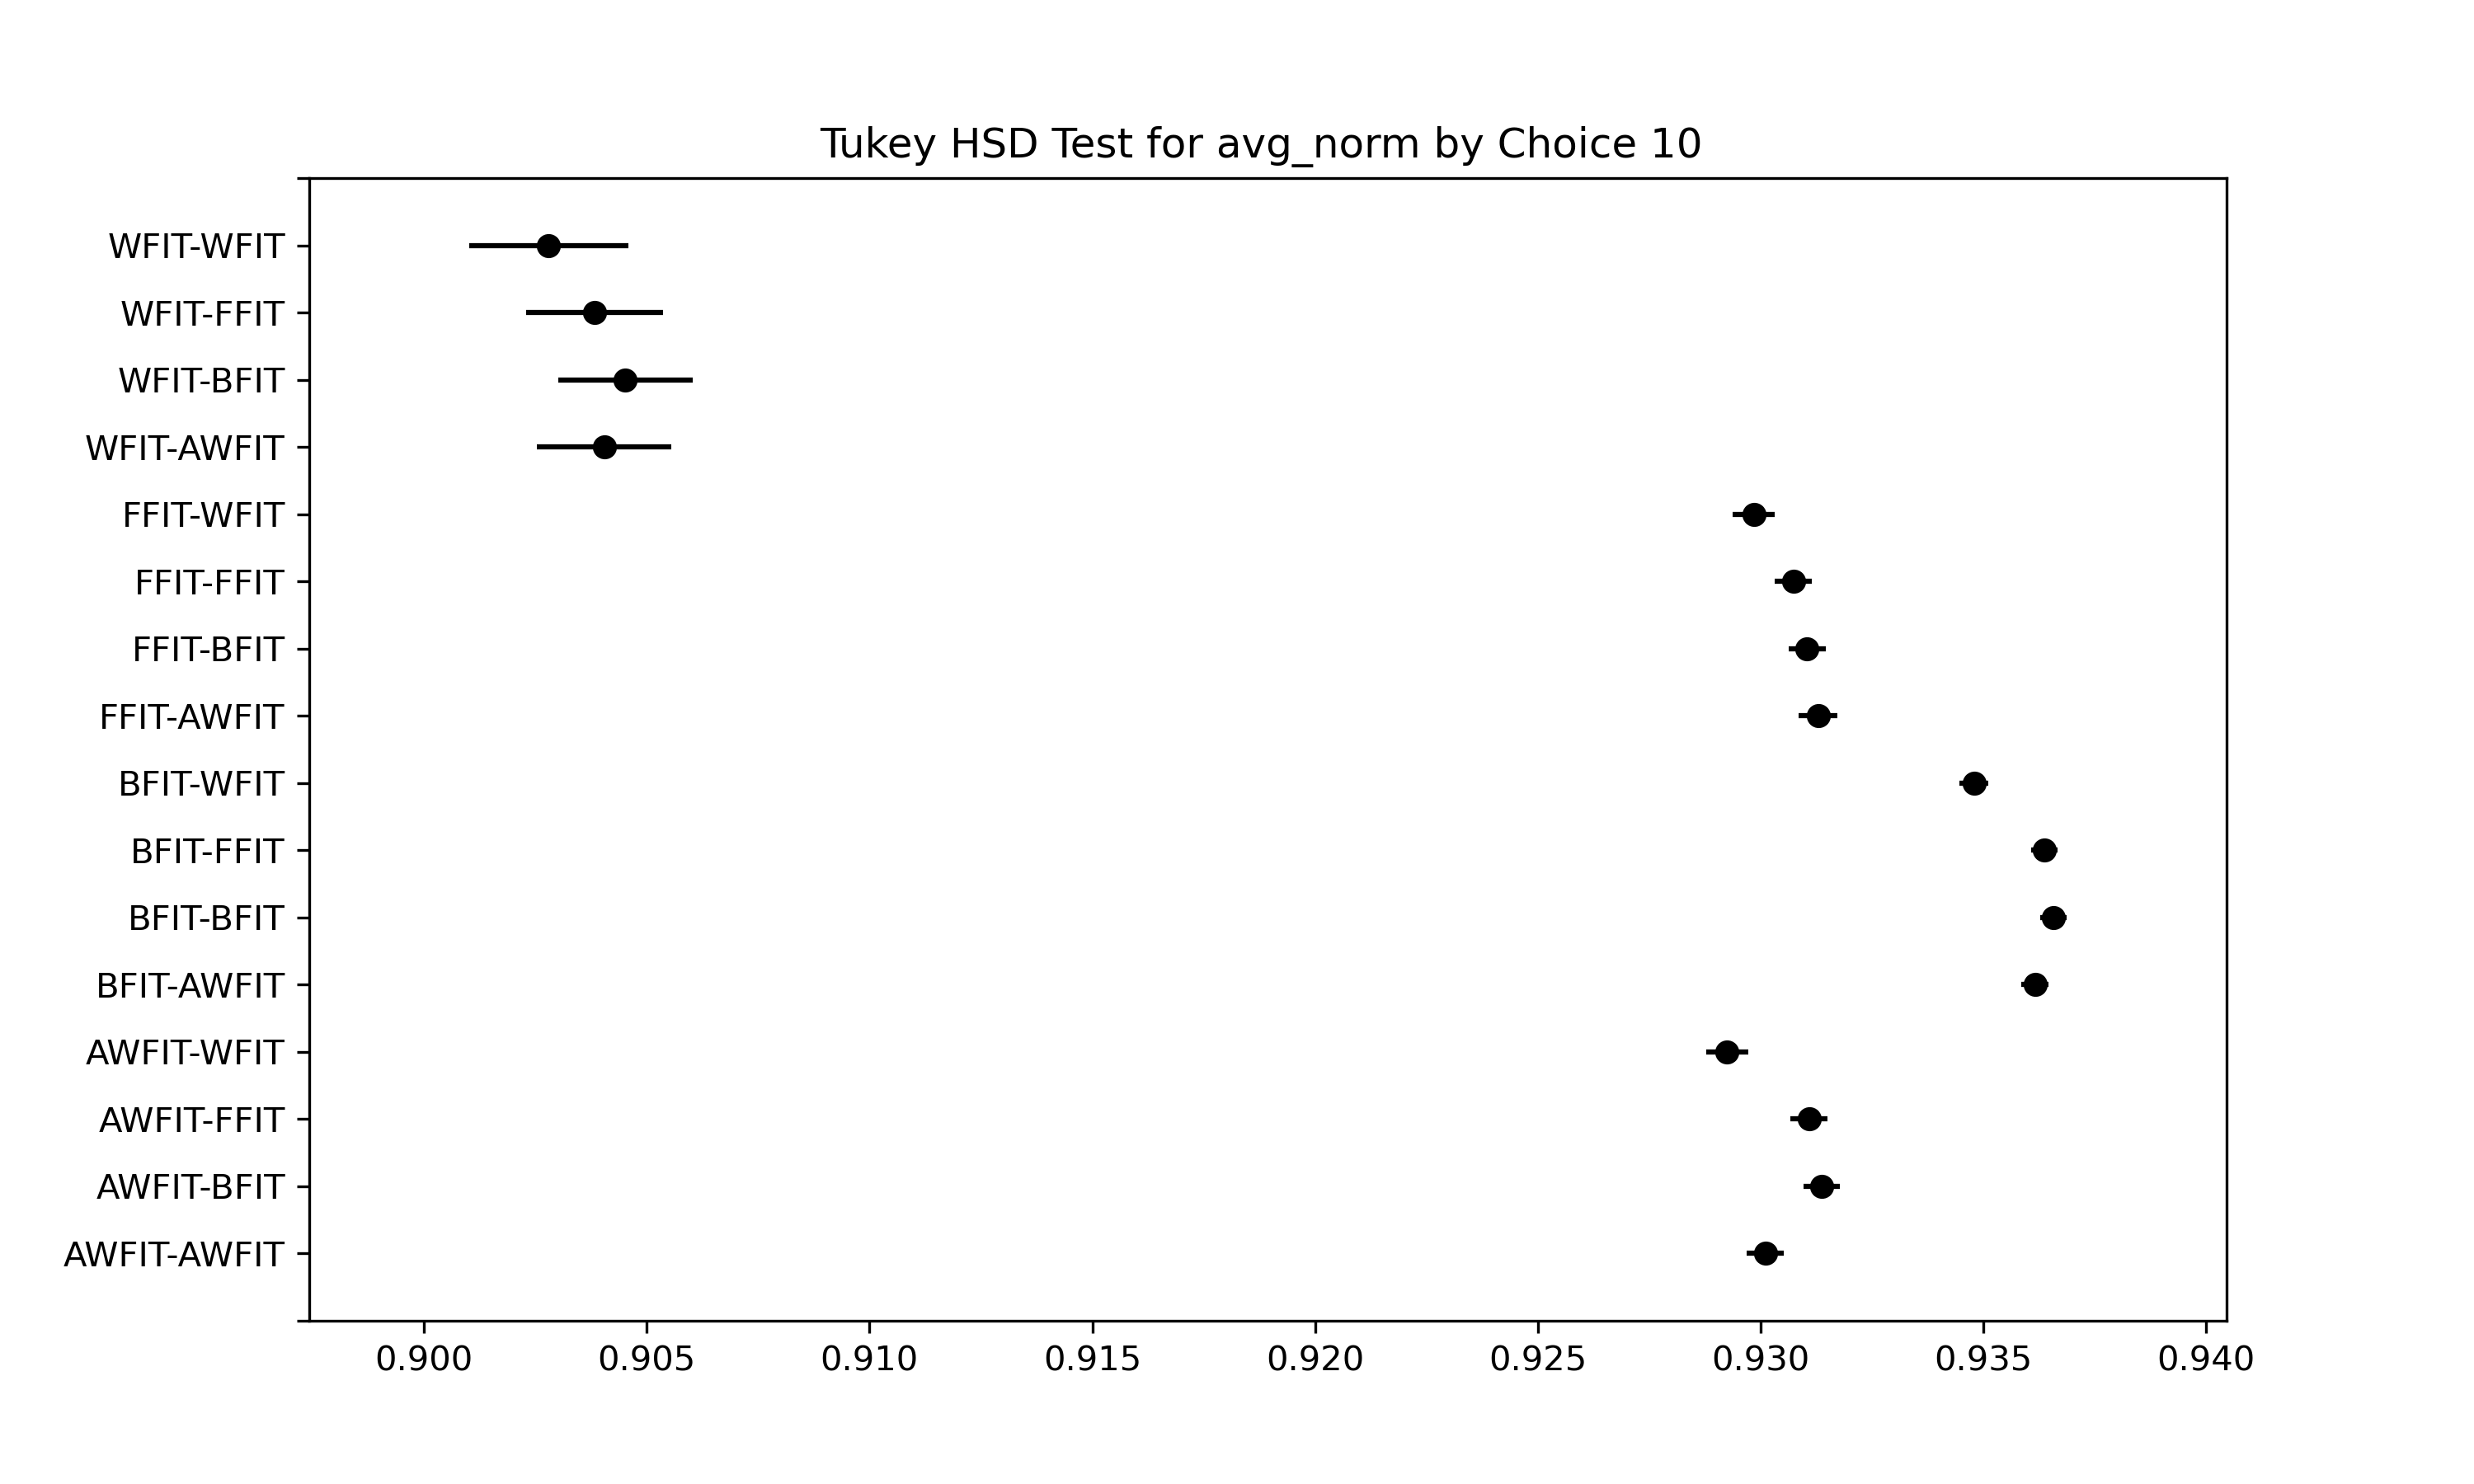 Tukey HSD Test for avg_norm by Choice 10
WFIT-WFIT
WFIT-FFIT
WFIT-BFIT
WFIT-AWFIT
FFIT-WFIT
FFIT-FFIT
FFIT-BFIT
FFIT-AWFIT
BFIT-WFIT
BFIT-FFIT
BFIT-BFIT
BFIT-AWFIT
AWFIT-WFIT
AWFIT-FFIT
AWFIT-BFIT
AWFIT-AWFIT
0.900 0.905 0.910 0.915 0.920 0.925 0.930 0.935 0.940